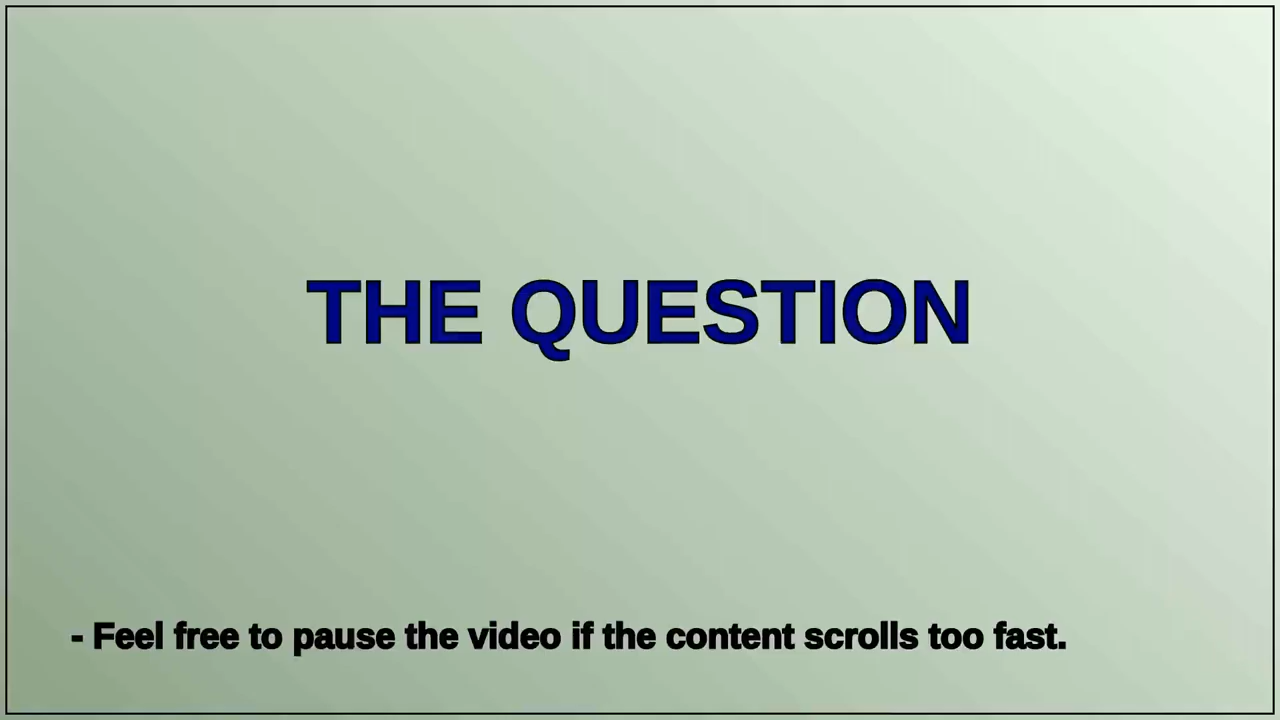 THE QUESTION
- Feel free to pause the video if the content scrolls too fast.